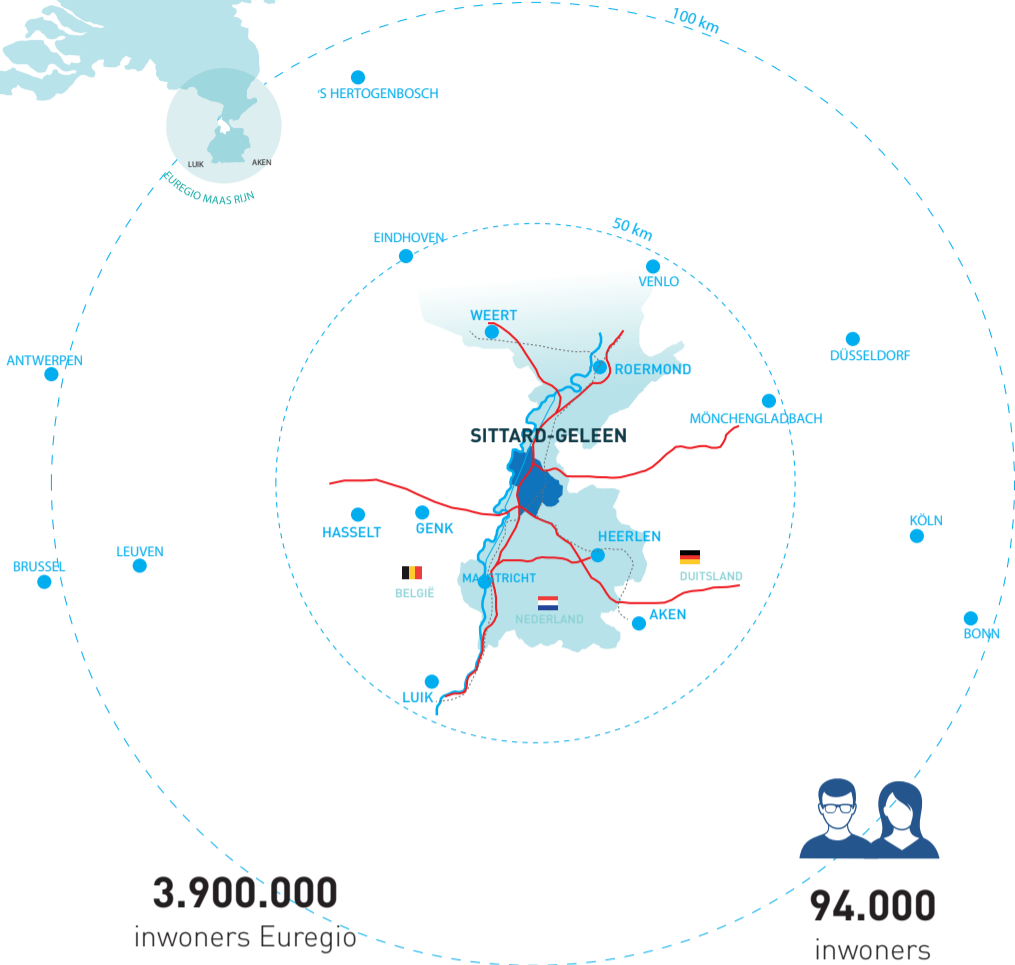 100 km
'S HERTOGENBOSCH
LUIK
AKEN
EUREGIO MAAS RIJN
50 km
EINDHOVEN
VENLO
WEERT
ANTWERPEN
DÜSSELDORF
ROERMOND
MÖNCHENGLADBACH
SITTARD-GELEEN
HASSELT
GENK
KÖLN
HEERLEN
LEUVEN
BRUSSEL
MAASTRICHT
DUITSLAND
BELGIË
NEDERLAND
AKEN
BONN
LUIK
3.900.000
inwoners Euregio
94.000
inwoners